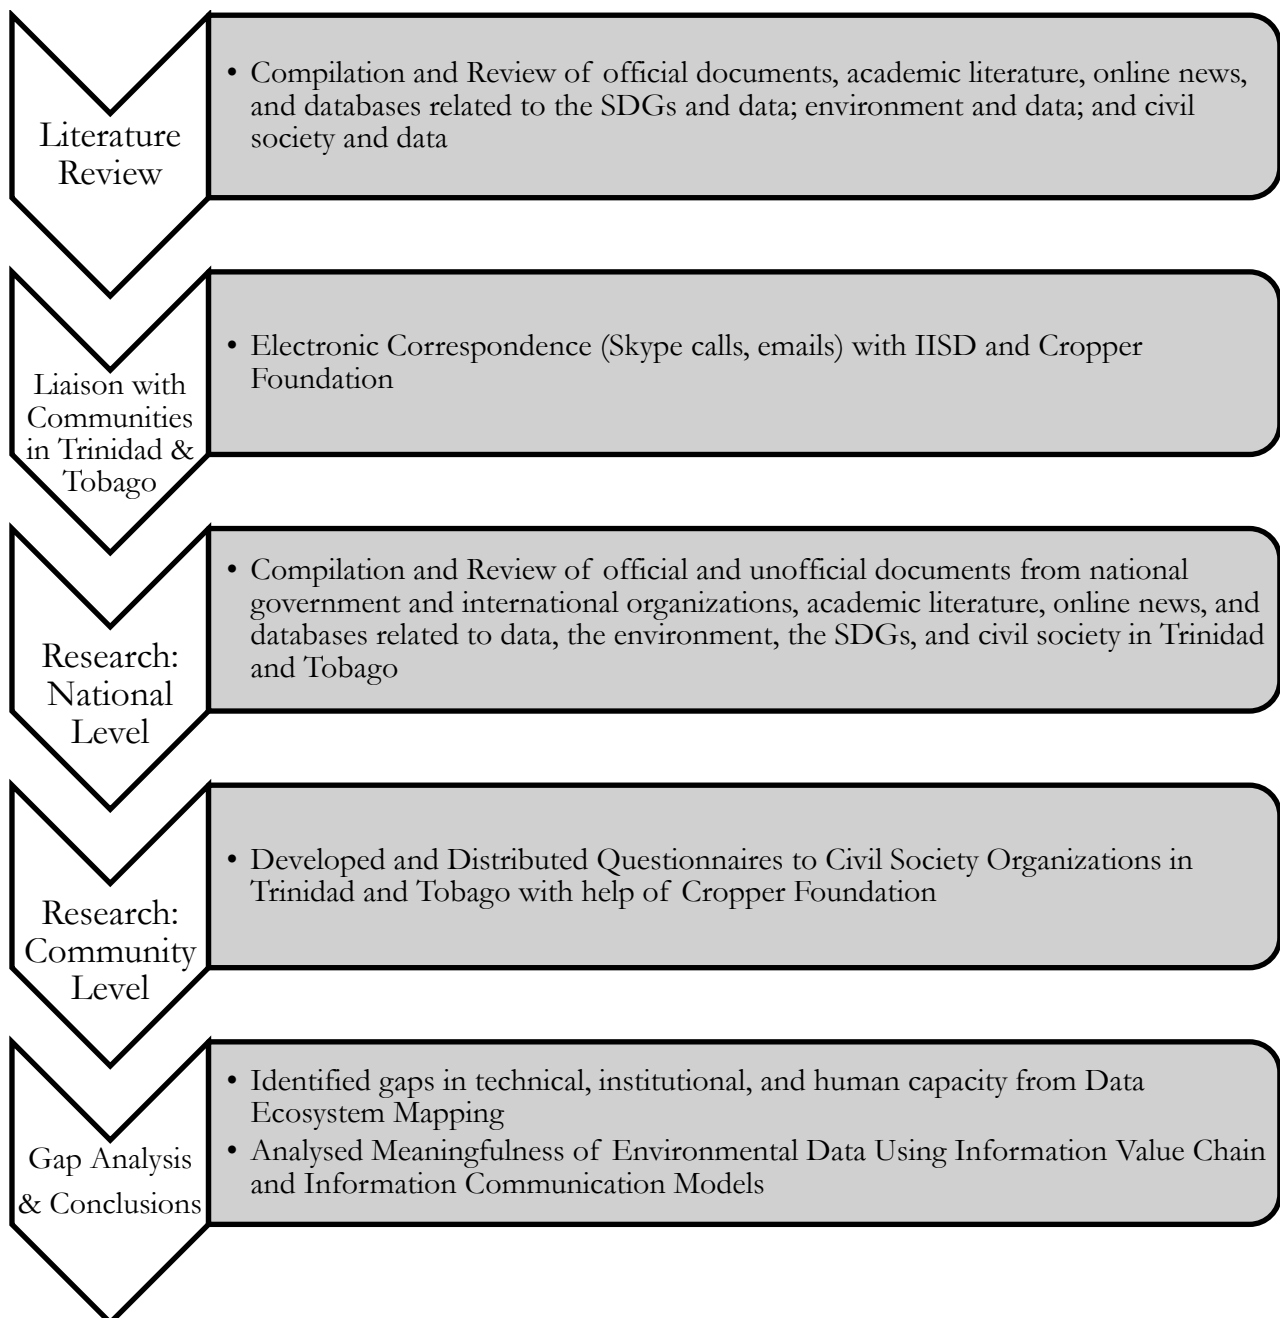 Literature
Review
• Compilation and Review of official documents, academic literature, online news,
and databases related to the SDGs and data; environment and data; and civil
society and data
Liaison with
Communities
in Trinidad &
Tobago
• Electronic Correspondence (Skype calls, emails) with IISD and Cropper
Foundation
Research:
National
Level
• Compilation and Review of official and unofficial documents from national
government and international organizations, academic literature, online news, and
databases related to data, the environment, the SDGs, and civil society in Trinidad
and Tobago
Research:
Community
Level
• Developed and Distributed Questionnaires to Civil Society Organizations in
Trinidad and Tobago with help of Cropper Foundation
Gap Analysis
& Conclusions
• Identified gaps in technical, institutional, and human capacity from Data
Ecosystem Mapping
• Analysed Meaningfulness of Environmental Data Using Information Value Chain
and Information Communication Models